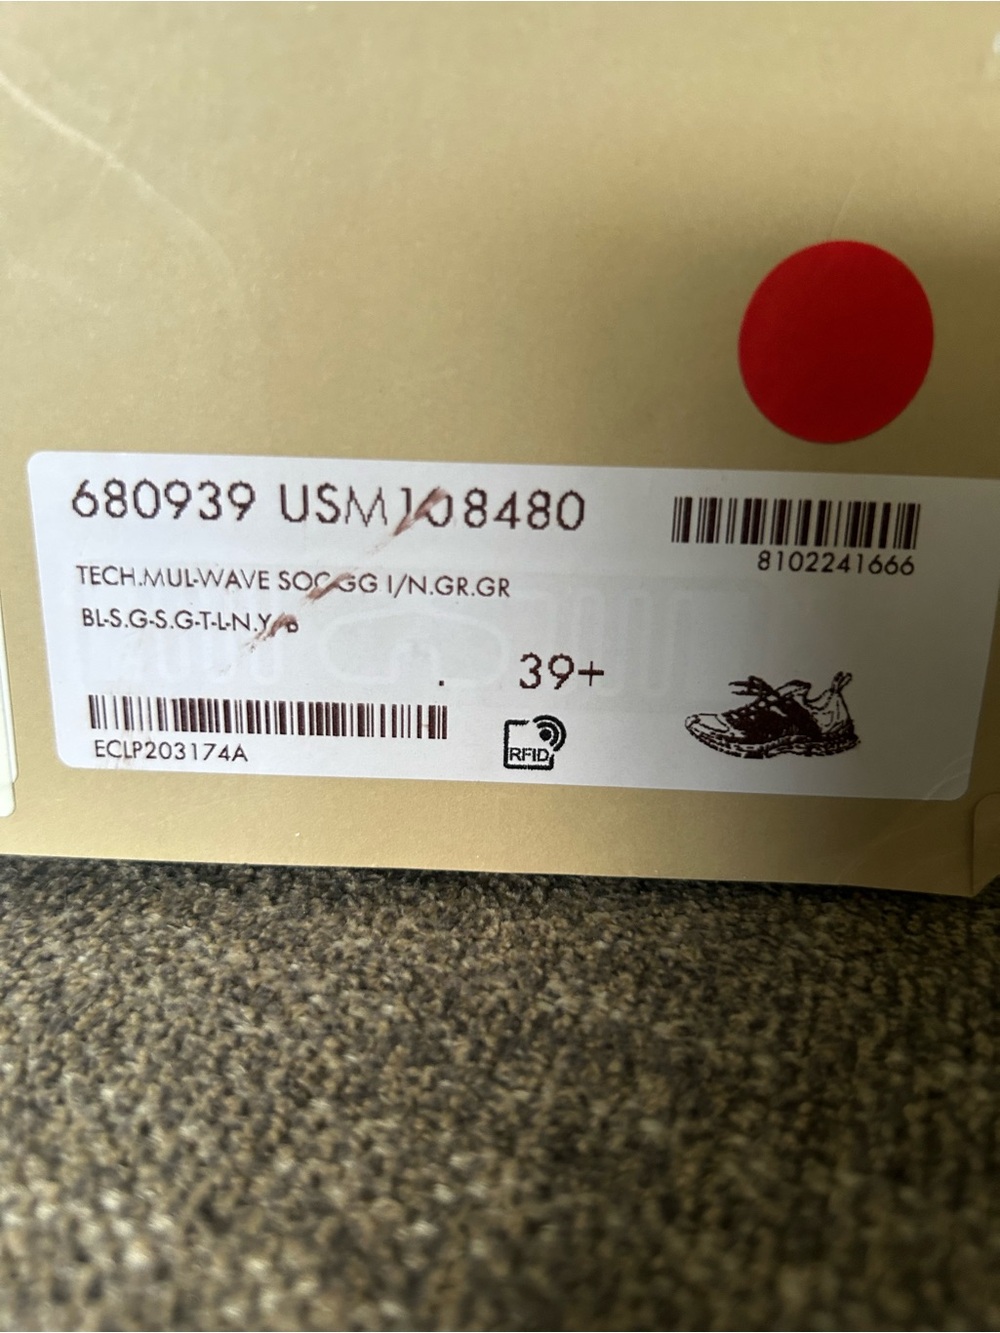 680939 USM108480
8102241666
TECH.MUL-WAVE SOC GG I/N.GR.GR
BL-S.G-S.G-T-L-N.Y/B
39+
ECLP203174A
RFID